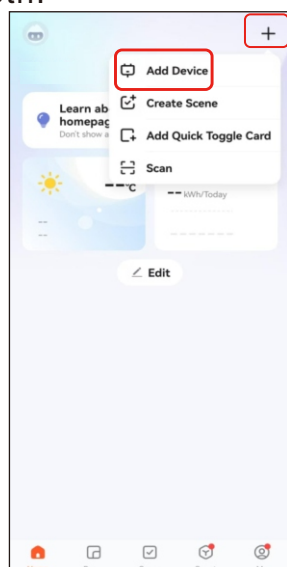 Add Device
Learn ab
Create Scene
homepag
Don't show a
Add Quick Toggle Card
Scan
--°C
-- kWh/Today
--
--
Edit